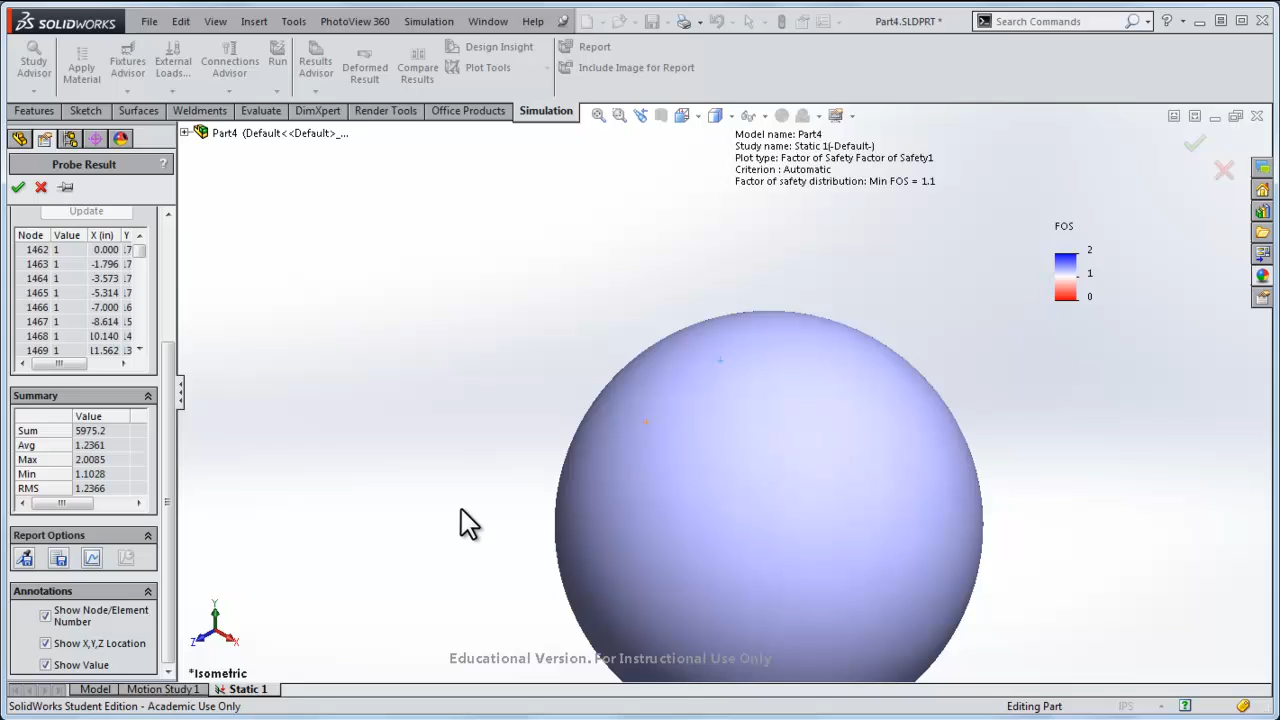 SOLIDWORKS File Edit View Insert Tools PhotoView 360 Simulation Window Help Part4.SLDPRT * Search Commands
Study Advisor
Apply Material
Fixtures Advisor
External Loads...
Connections Advisor
Run
Results Advisor
Deformed Result
Compare Results
Design Insight
Plot Tools
Report
Include Image for Report
Features Sketch Surfaces Weldments Evaluate DimXpert Render Tools Office Products Simulation
Part4 (Default<<Default>_...
Model name: Part4
Study name: Static 1(-Default-)
Plot type: Factor of Safety Factor of Safety1
Criterion : Automatic
Factor of safety distribution: Min FOS = 1.1
Probe Result ?
Update
Node Value X (in) Y
1462 1 0.000 .7
1463 1 -1.796 .7
1464 1 -3.573 .7
1465 1 -5.314 .7
1466 1 -7.000 .6
1467 1 -8.614 .5
1468 1 10.140 .4
1469 1 11.562 .3
FOS
2
1
0
Summary
Value
Sum 5975.2
Avg 1.2361
Max 2.0085
Min 1.1028
RMS 1.2366
Report Options
Annotations
Show Node/Element Number
Show X,Y,Z Location
Show Value
Y
Z X
*Isometric
Educational Version. For Instructional Use Only
Model Motion Study 1 Static 1
SolidWorks Student Edition - Academic Use Only Editing Part IPS